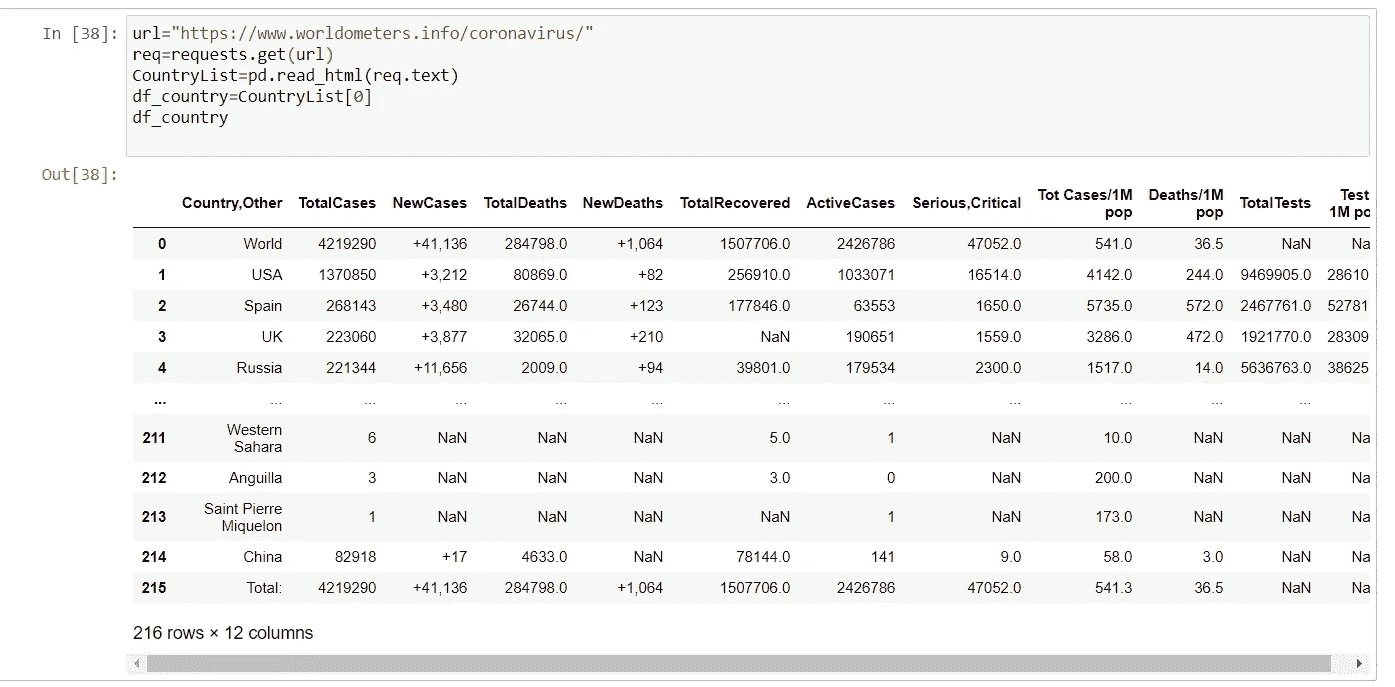 In [38]: url="https://www.worldometers.info/coronavirus/"
req=requests.get(url)
CountryList=pd.read_html(req.text)
df_country=CountryList[0]
df_country
Out[38]:
Country,Other TotalCases NewCases TotalDeaths NewDeaths TotalRecovered ActiveCases Serious,Critical Tot Cases/1M pop Deaths/1M pop TotalTests Test 1M po
0 World 4219290 +41,136 284798.0 +1,064 1507706.0 2426786 47052.0 541.0 36.5 NaN Na
1 USA 1370850 +3,212 80869.0 +82 256910.0 1033071 16514.0 4142.0 244.0 9469905.0 28610
2 Spain 268143 +3,480 26744.0 +123 177846.0 63553 1650.0 5735.0 572.0 2467761.0 52781
3 UK 223060 +3,877 32065.0 +210 NaN 190651 1559.0 3286.0 472.0 1921770.0 28309
4 Russia 221344 +11,656 2009.0 +94 39801.0 179534 2300.0 1517.0 14.0 5636763.0 38625
... ... ... ... ... ... ... ... ... ... ... ...
211 Western Sahara 6 NaN NaN NaN 5.0 1 NaN 10.0 NaN NaN Na
212 Anguilla 3 NaN NaN NaN 3.0 0 NaN 200.0 NaN NaN Na
213 Saint Pierre Miquelon 1 NaN NaN NaN NaN 1 NaN 173.0 NaN NaN Na
214 China 82918 +17 4633.0 NaN 78144.0 141 9.0 58.0 3.0 NaN Na
215 Total: 4219290 +41,136 284798.0 +1,064 1507706.0 2426786 47052.0 541.3 36.5 NaN Na
216 rows × 12 columns